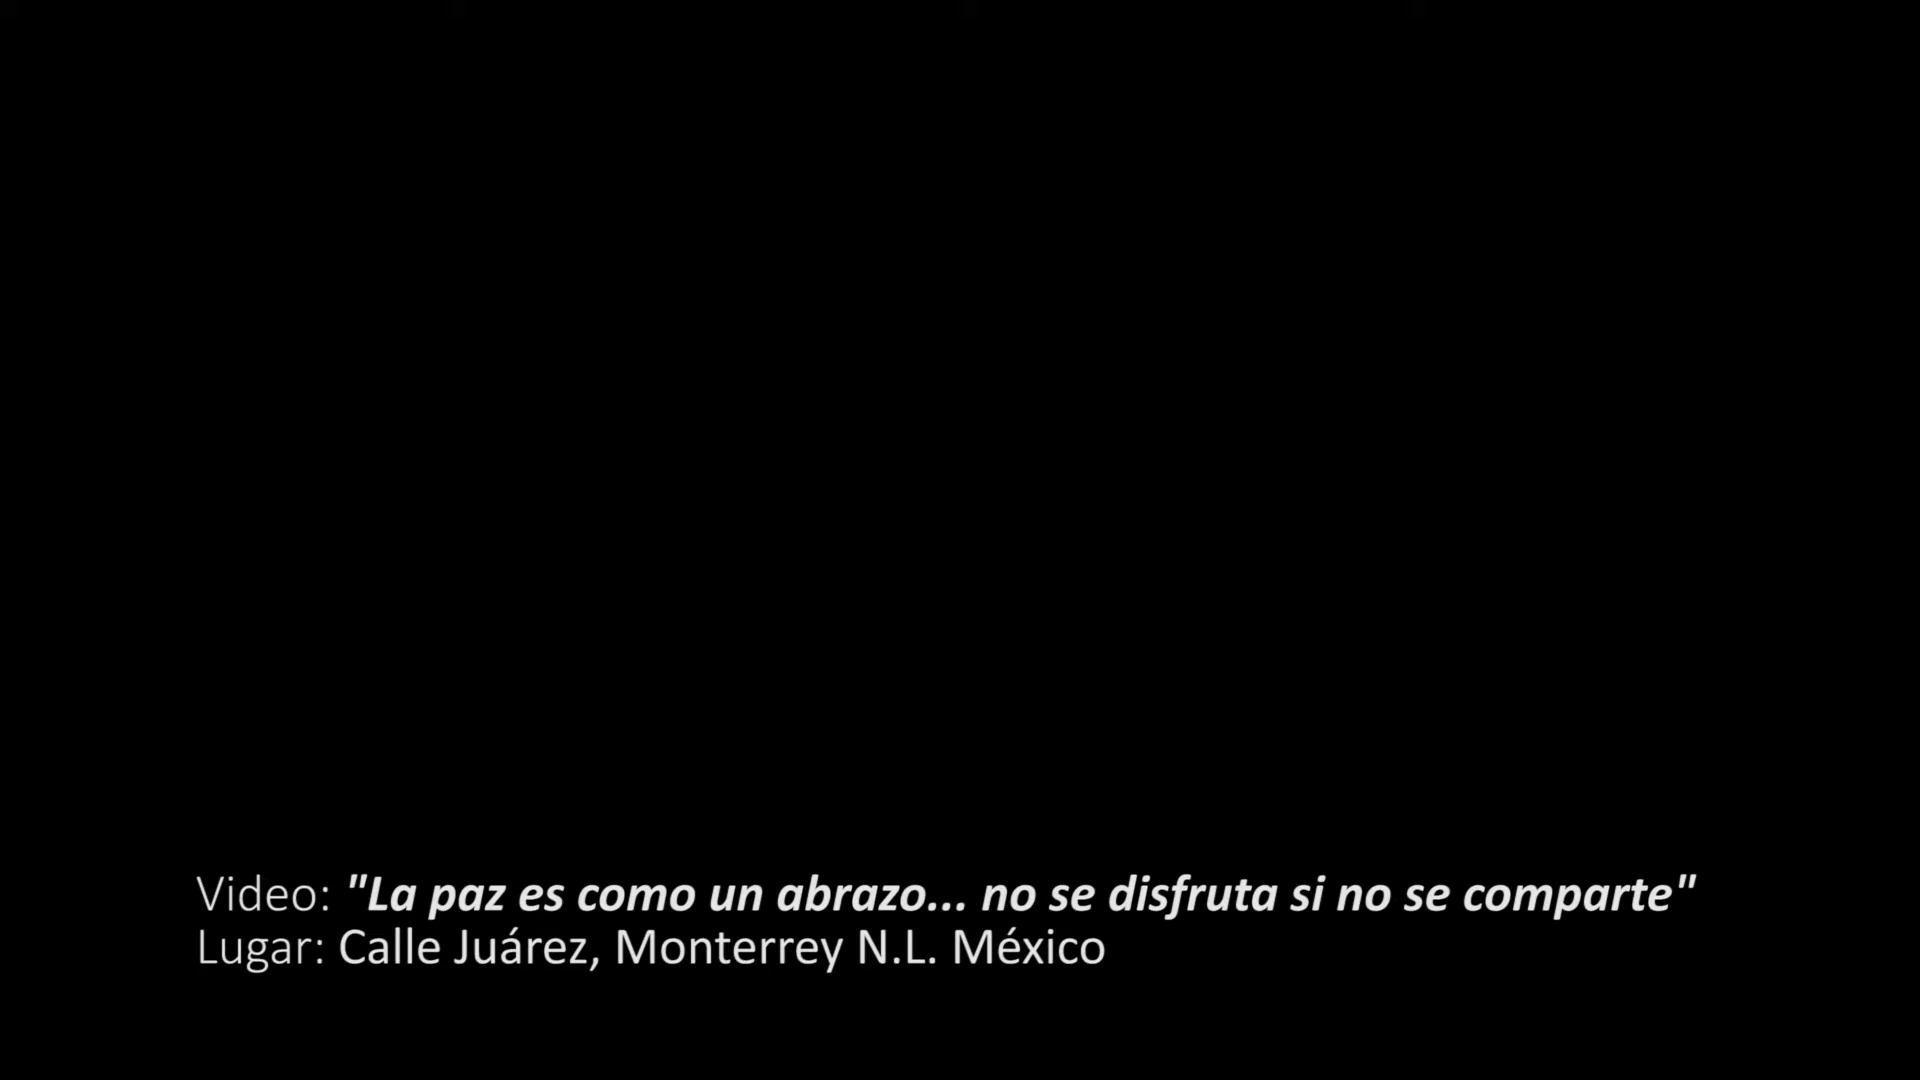 Video: "La paz es como un abrazo... no se disfruta si no se comparte"
Lugar: Calle Juárez, Monterrey N.L. México